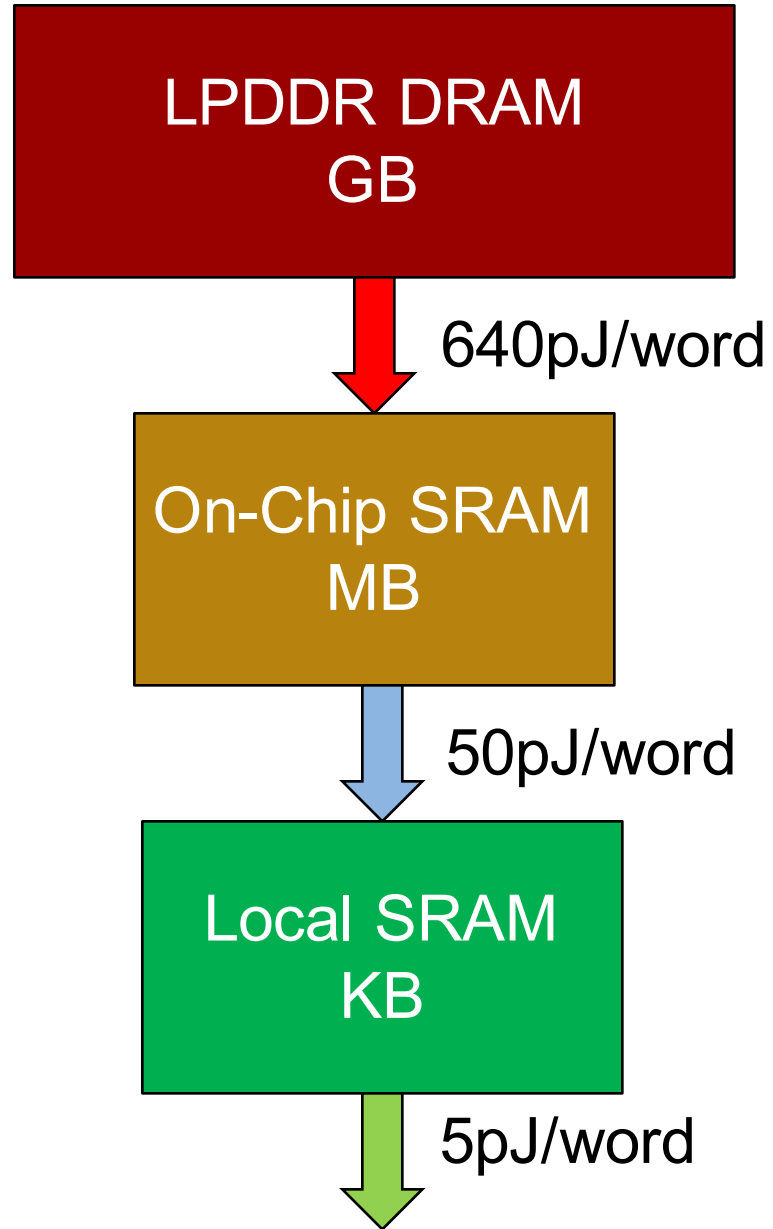 LPDDR DRAM
GB
640pJ/word
On-Chip SRAM
MB
50pJ/word
Local SRAM
KB
5pJ/word